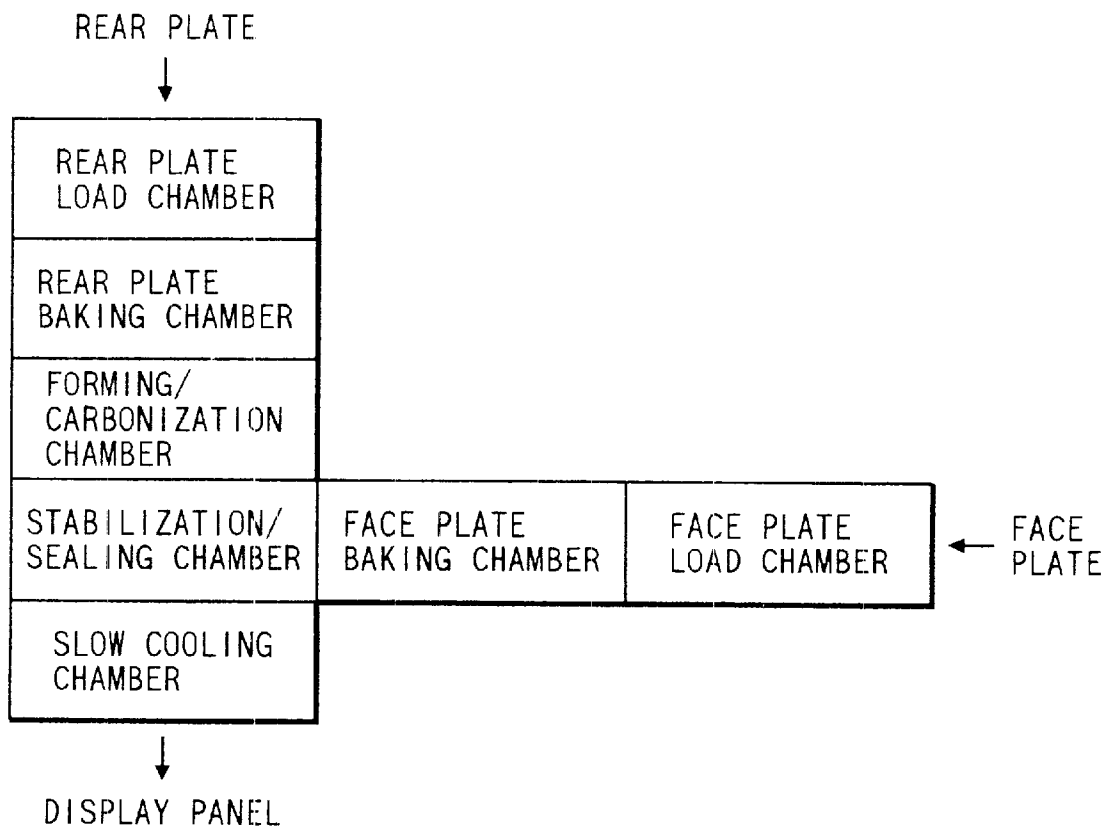 REAR PLATE
REAR PLATE
LOAD CHAMBER
REAR PLATE
BAKING CHAMBER
FORMING/
CARBONIZATION
CHAMBER
STABILIZATION/
SEALING CHAMBER
FACE PLATE
BAKING CHAMBER
FACE PLATE
LOAD CHAMBER
FACE
PLATE
SLOW COOLING
CHAMBER
DISPLAY PANEL